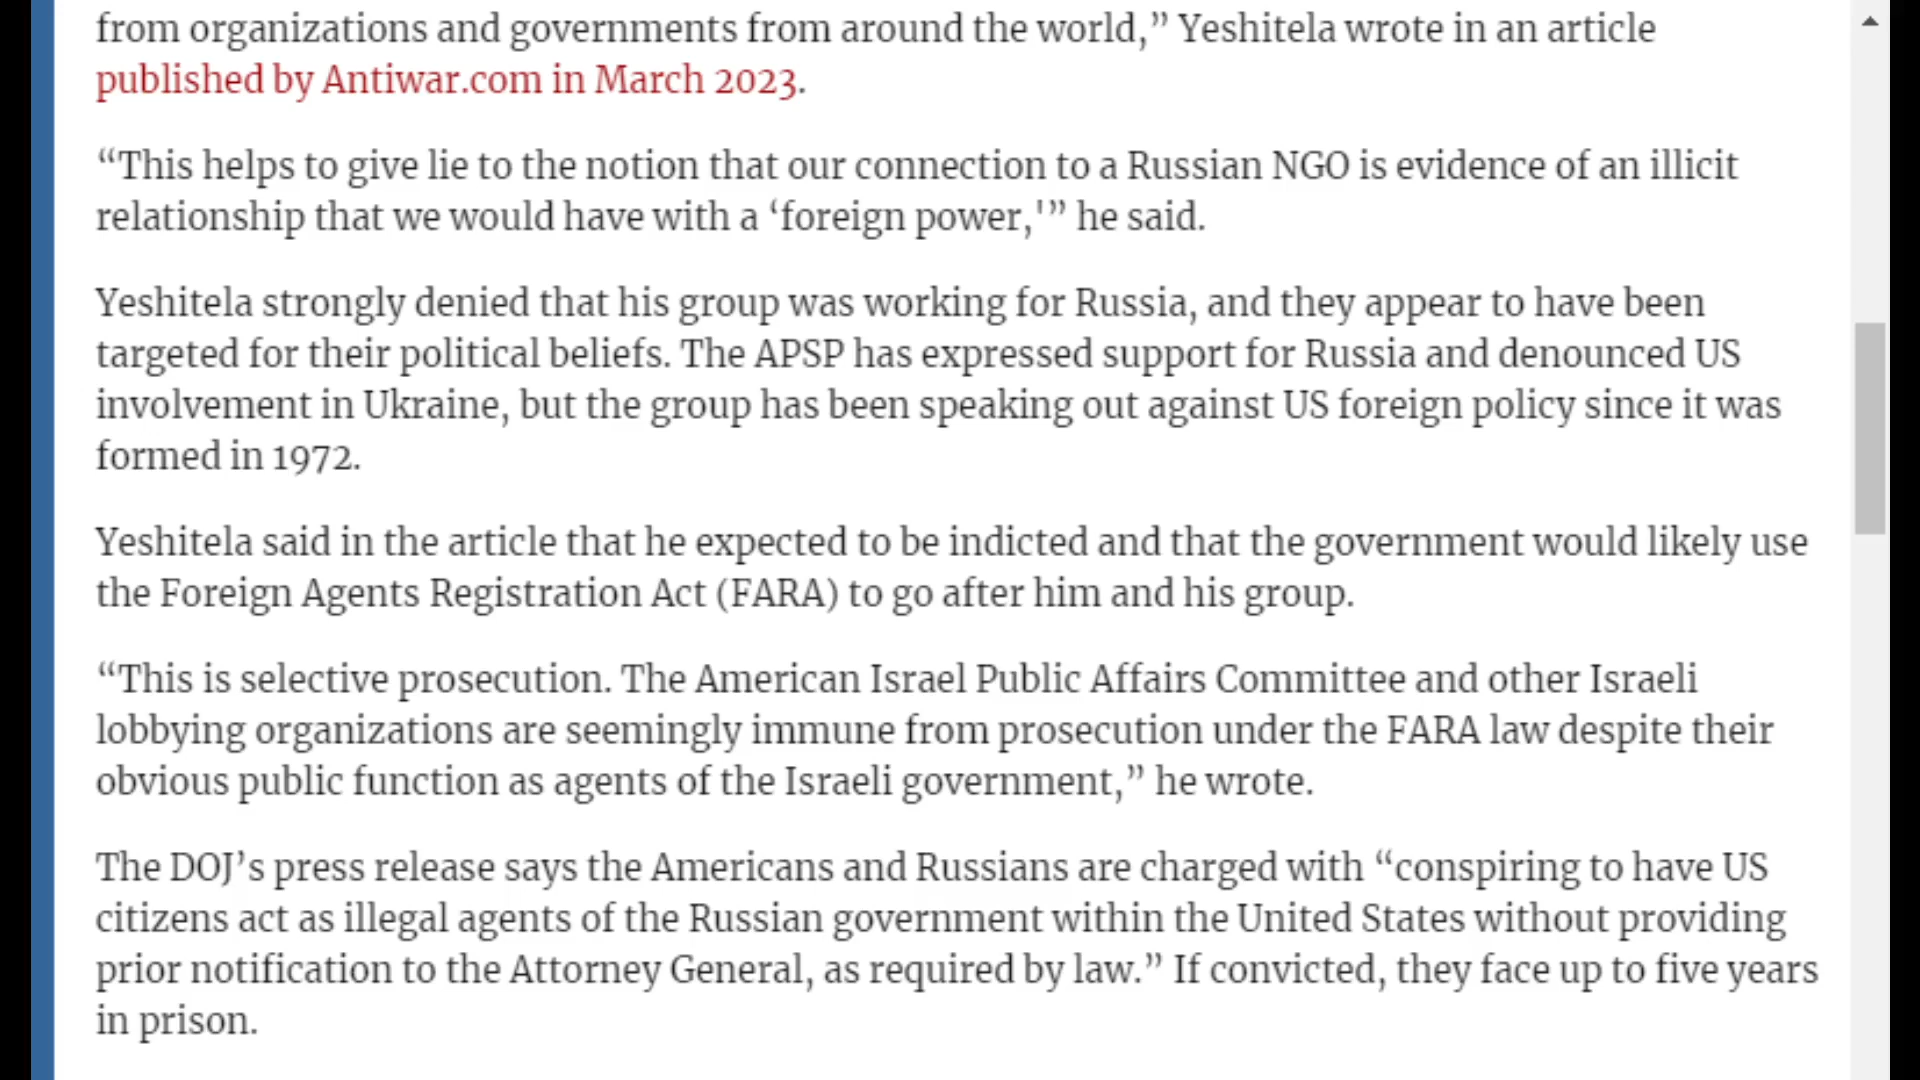 from organizations and governments from around the world,” Yeshitela wrote in an article
published by Antiwar.com in March 2023.
“This helps to give lie to the notion that our connection to a Russian NGO is evidence of an illicit
relationship that we would have with a ‘foreign power,'” he said.
Yeshitela strongly denied that his group was working for Russia, and they appear to have been
targeted for their political beliefs. The APSP has expressed support for Russia and denounced US
involvement in Ukraine, but the group has been speaking out against US foreign policy since it was
formed in 1972.
Yeshitela said in the article that he expected to be indicted and that the government would likely use
the Foreign Agents Registration Act (FARA) to go after him and his group.
“This is selective prosecution. The American Israel Public Affairs Committee and other Israeli
lobbying organizations are seemingly immune from prosecution under the FARA law despite their
obvious public function as agents of the Israeli government,” he wrote.
The DOJ’s press release says the Americans and Russians are charged with “conspiring to have US
citizens act as illegal agents of the Russian government within the United States without providing
prior notification to the Attorney General, as required by law.” If convicted, they face up to five years
in prison.